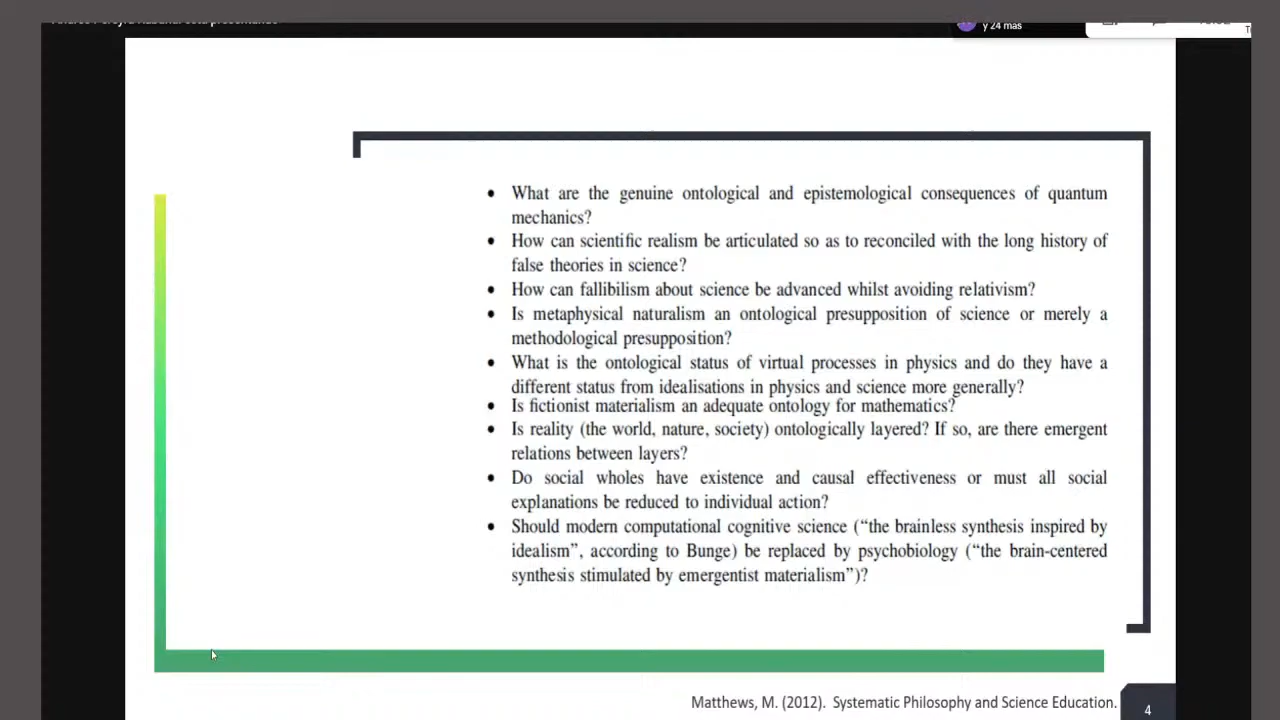 y 24 más
• What are the genuine ontological and epistemological consequences of quantum
mechanics?
• How can scientific realism be articulated so as to reconciled with the long history of
false theories in science?
• How can fallibilism about science be advanced whilst avoiding relativism?
• Is metaphysical naturalism an ontological presupposition of science or merely a
methodological presupposition?
• What is the ontological status of virtual processes in physics and do they have a
different status from idealisations in physics and science more generally?
• Is fictionist materialism an adequate ontology for mathematics?
• Is reality (the world, nature, society) ontologically layered? If so, are there emergent
relations between layers?
• Do social wholes have existence and causal effectiveness or must all social
explanations be reduced to individual action?
• Should modern computational cognitive science (“the brainless synthesis inspired by
idealism”, according to Bunge) be replaced by psychobiology (“the brain-centered
synthesis stimulated by emergentist materialism”)?
Matthews, M. (2012). Systematic Philosophy and Science Education.
4